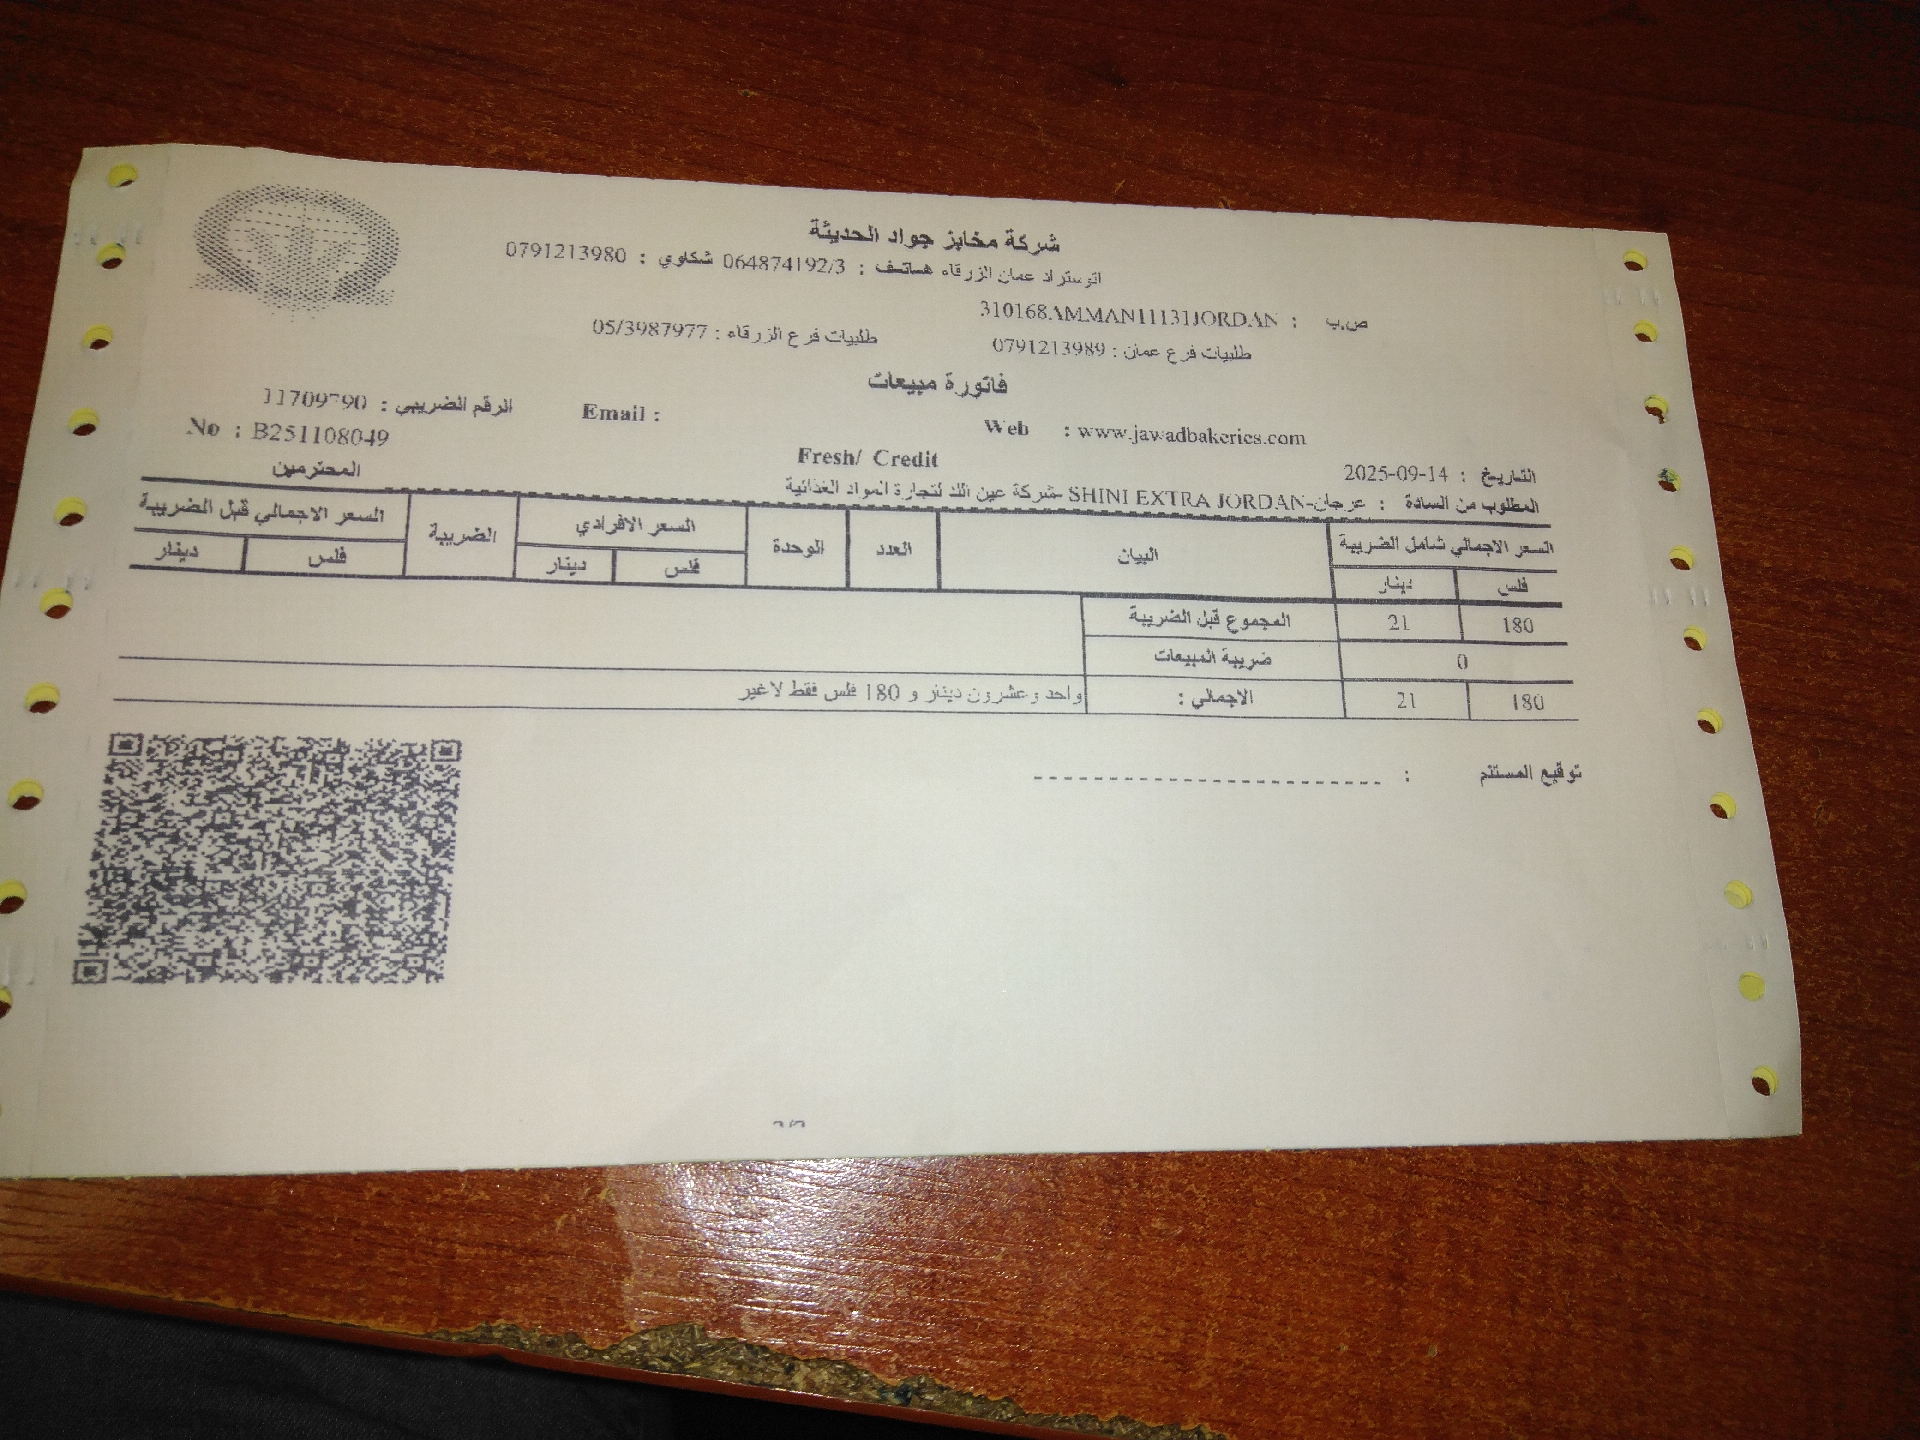 شركة مخابز جواد الحديثة
اتوستراد عمان الزرقاء هاتف : 064874192/3 شكاوي : 0791213980
ص.ب : 310168AMMAN11131JORDAN
طلبيات فرع عمان : 0791213989 طلبيات فرع الزرقاء : 05/3987977
فاتورة مبيعات
Web : www.jawadbakeries.com Email : الرقم الضريبي : 11709790
No : B251108049
التاريخ : 2025-09-14 Fresh/ Credit
المطلوب من السادة : عرجان-SHINI EXTRA JORDAN -شركة عين اللد لتجارة المواد الغذائية المحترمين
السعر الاجمالي شامل الضريبة البيان العدد الوحدة السعر الافرادي الضريبة السعر الاجمالي قبل الضريبة
فلس دينار فلس دينار فلس دينار
180 21 المجموع قبل الضريبة
0 ضريبة المبيعات
180 21 الاجمالي : واحد وعشرون دينار و 180 فلس فقط لاغير
توقيع المستلم :